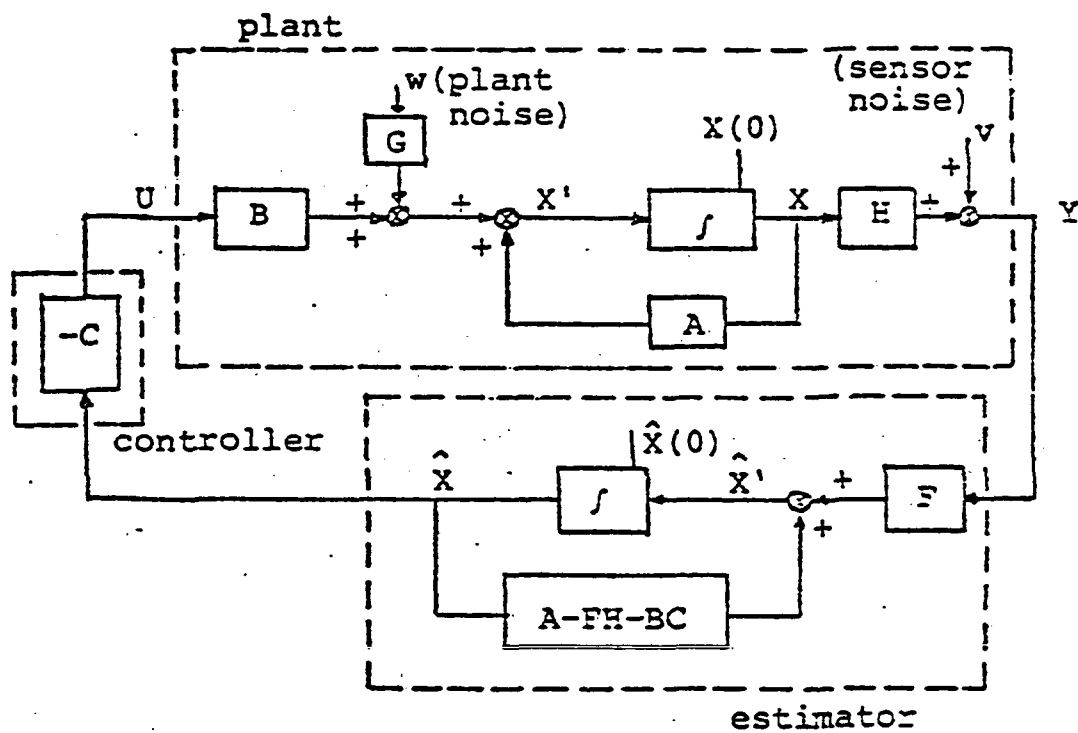 plant
w(plant
noise)
(sensor
noise)
G
X(0)
v
+
U
B
+
+
+
+
X'
∫
X
H
+
Y
A
-C
controller
X̂
X̂(0)
∫
X̂'
+
+
F
A-FH-BC
estimator